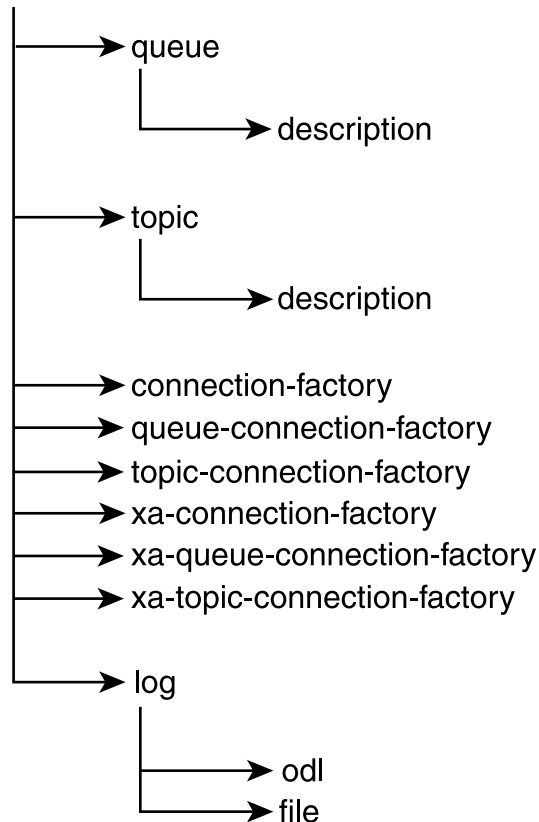 queue
description
topic
description
connection-factory
queue-connection-factory
topic-connection-factory
xa-connection-factory
xa-queue-connection-factory
xa-topic-connection-factory
log
odl
file